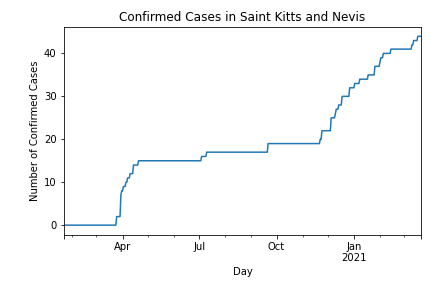 Confirmed Cases in Saint Kitts and Nevis
Number of Confirmed Cases
40
30
20
10
0
Apr
Jul
Oct
Jan
2021
Day